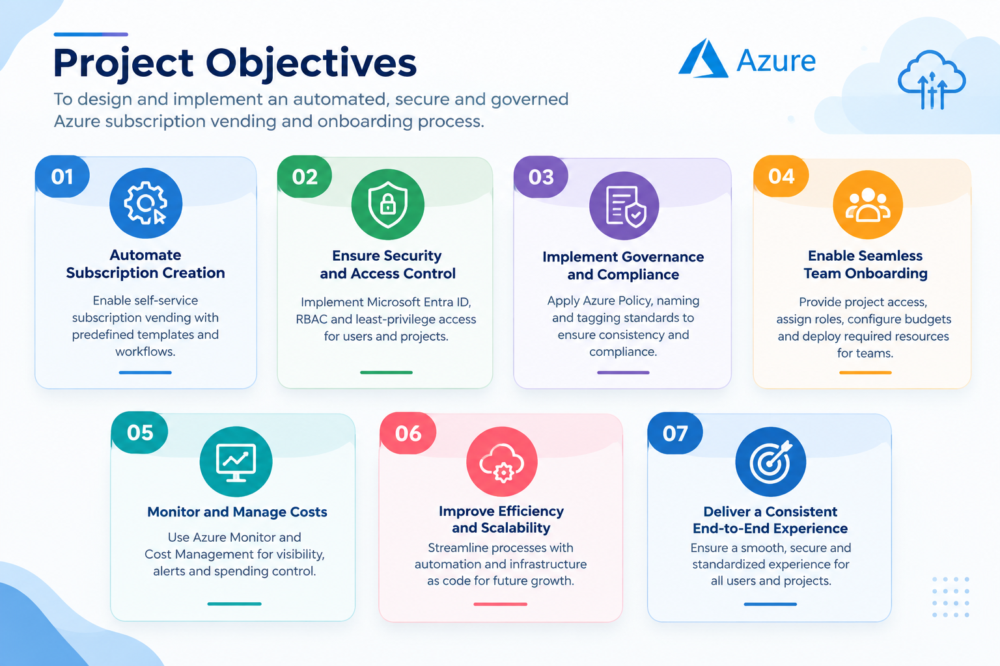 Project Objectives
To design and implement an automated, secure and governed
Azure subscription vending and onboarding process.
Azure
01
Automate
Subscription Creation
Enable self-service
subscription vending with
predefined templates and
workflows.
02
Ensure Security
and Access Control
Implement Microsoft Entra ID,
RBAC and least-privilege access
for users and projects.
03
Implement Governance
and Compliance
Apply Azure Policy, naming
and tagging standards to
ensure consistency and
compliance.
04
Enable Seamless
Team Onboarding
Provide project access,
assign roles, configure budgets
and deploy required resources
for teams.
05
Monitor and Manage Costs
Use Azure Monitor and
Cost Management for visibility,
alerts and spending control.
06
Improve Efficiency
and Scalability
Streamline processes with
automation and infrastructure
as code for future growth.
07
Deliver a Consistent
End-to-End Experience
Ensure a smooth, secure and
standardized experience for
all users and projects.